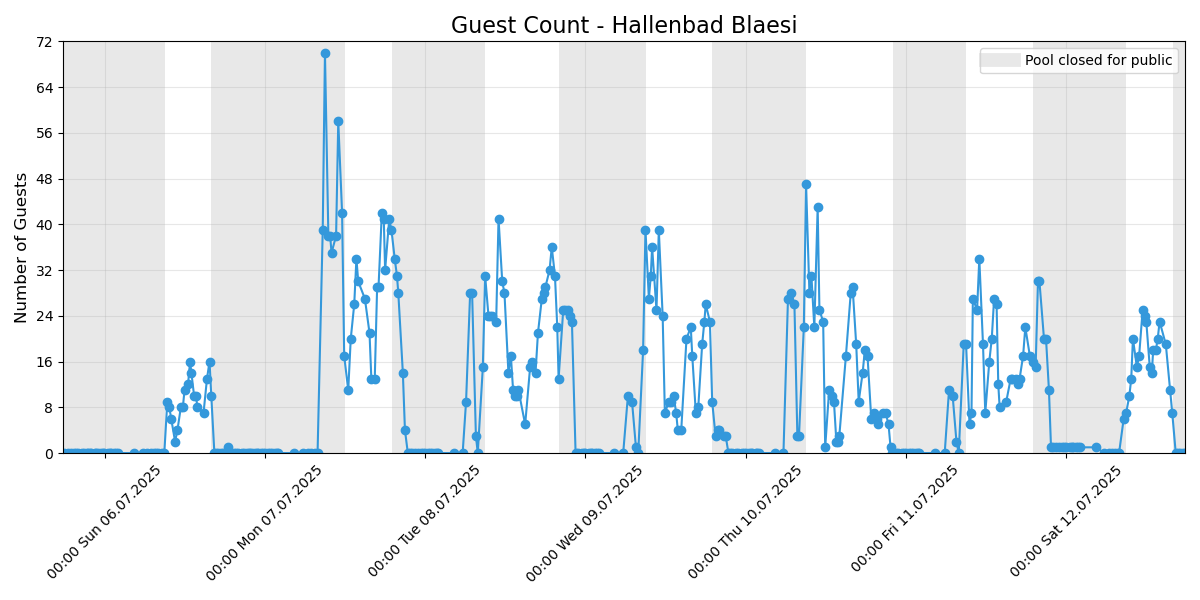 Guest Count - Hallenbad Blaesi
Pool closed for public
Number of Guests
72
64
56
48
40
32
24
16
8
0
00:00 Sun 06.07.2025
00:00 Mon 07.07.2025
00:00 Tue 08.07.2025
00:00 Wed 09.07.2025
00:00 Thu 10.07.2025
00:00 Fri 11.07.2025
00:00 Sat 12.07.2025